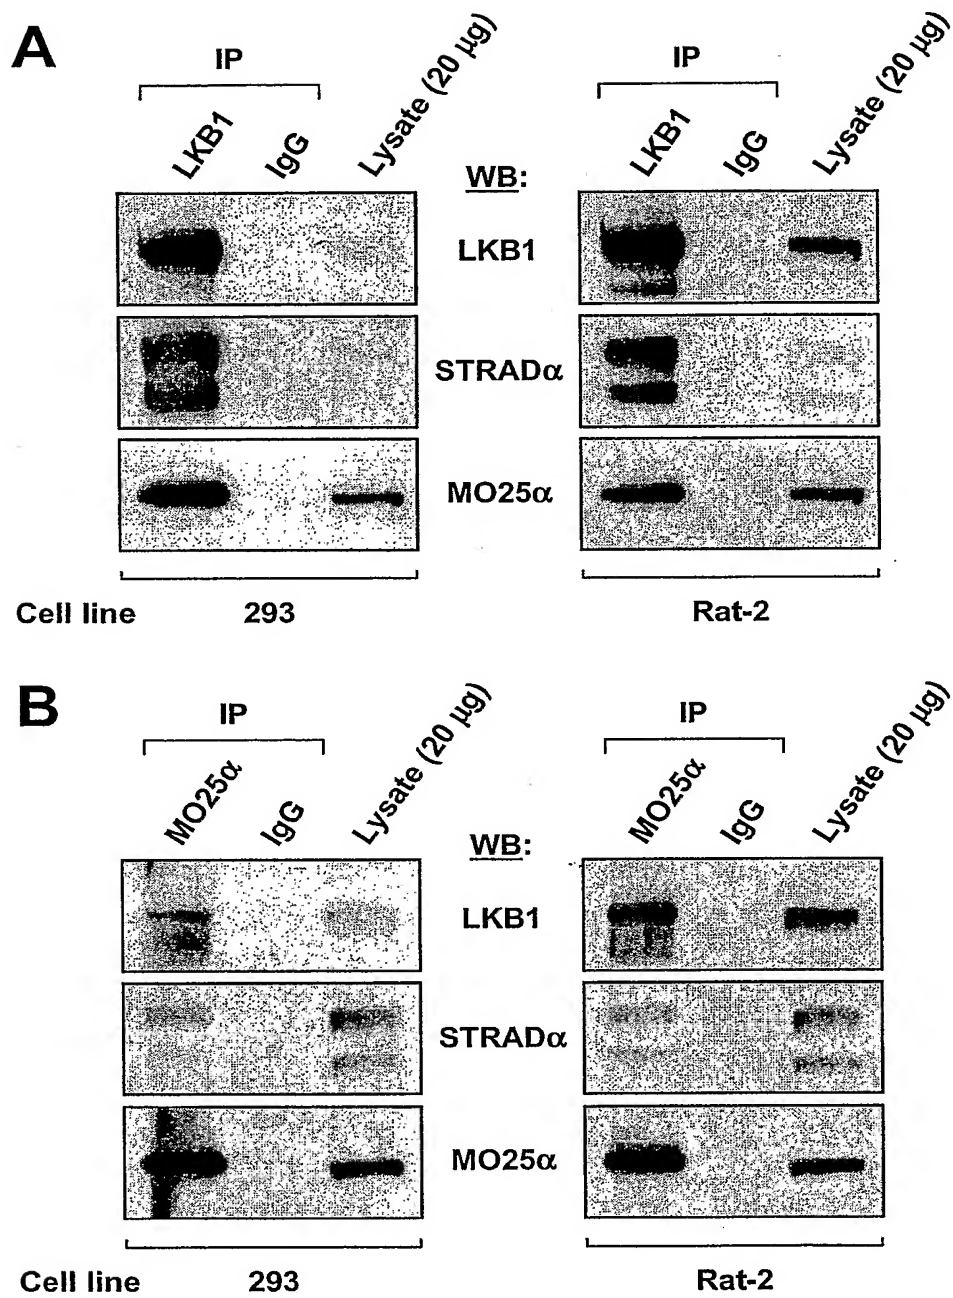 A
IP
LKB1
IgG
Lysate (20 µg)
IP
LKB1
IgG
Lysate (20 µg)
WB:
LKB1
STRADα
MO25α
Cell line
293
Rat-2
B
IP
MO25α
IgG
Lysate (20 µg)
IP
MO25α
IgG
Lysate (20 µg)
WB:
LKB1
STRADα
MO25α
Cell line
293
Rat-2